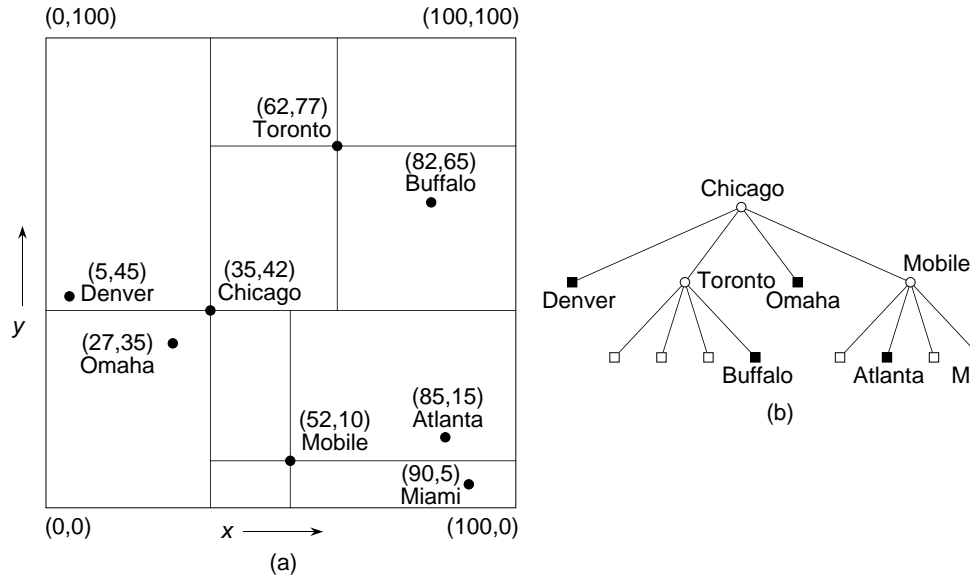 (0,100)
(100,100)
(62,77)
Toronto
(82,65)
Buffalo
(5,45)
Denver
(35,42)
Chicago
y
(27,35)
Omaha
(85,15)
Atlanta
(52,10)
Mobile
(90,5)
Miami
(0,0)
x
(100,0)
(a)
Chicago
Denver
Toronto
Omaha
Mobile
Buffalo
Atlanta
M
(b)